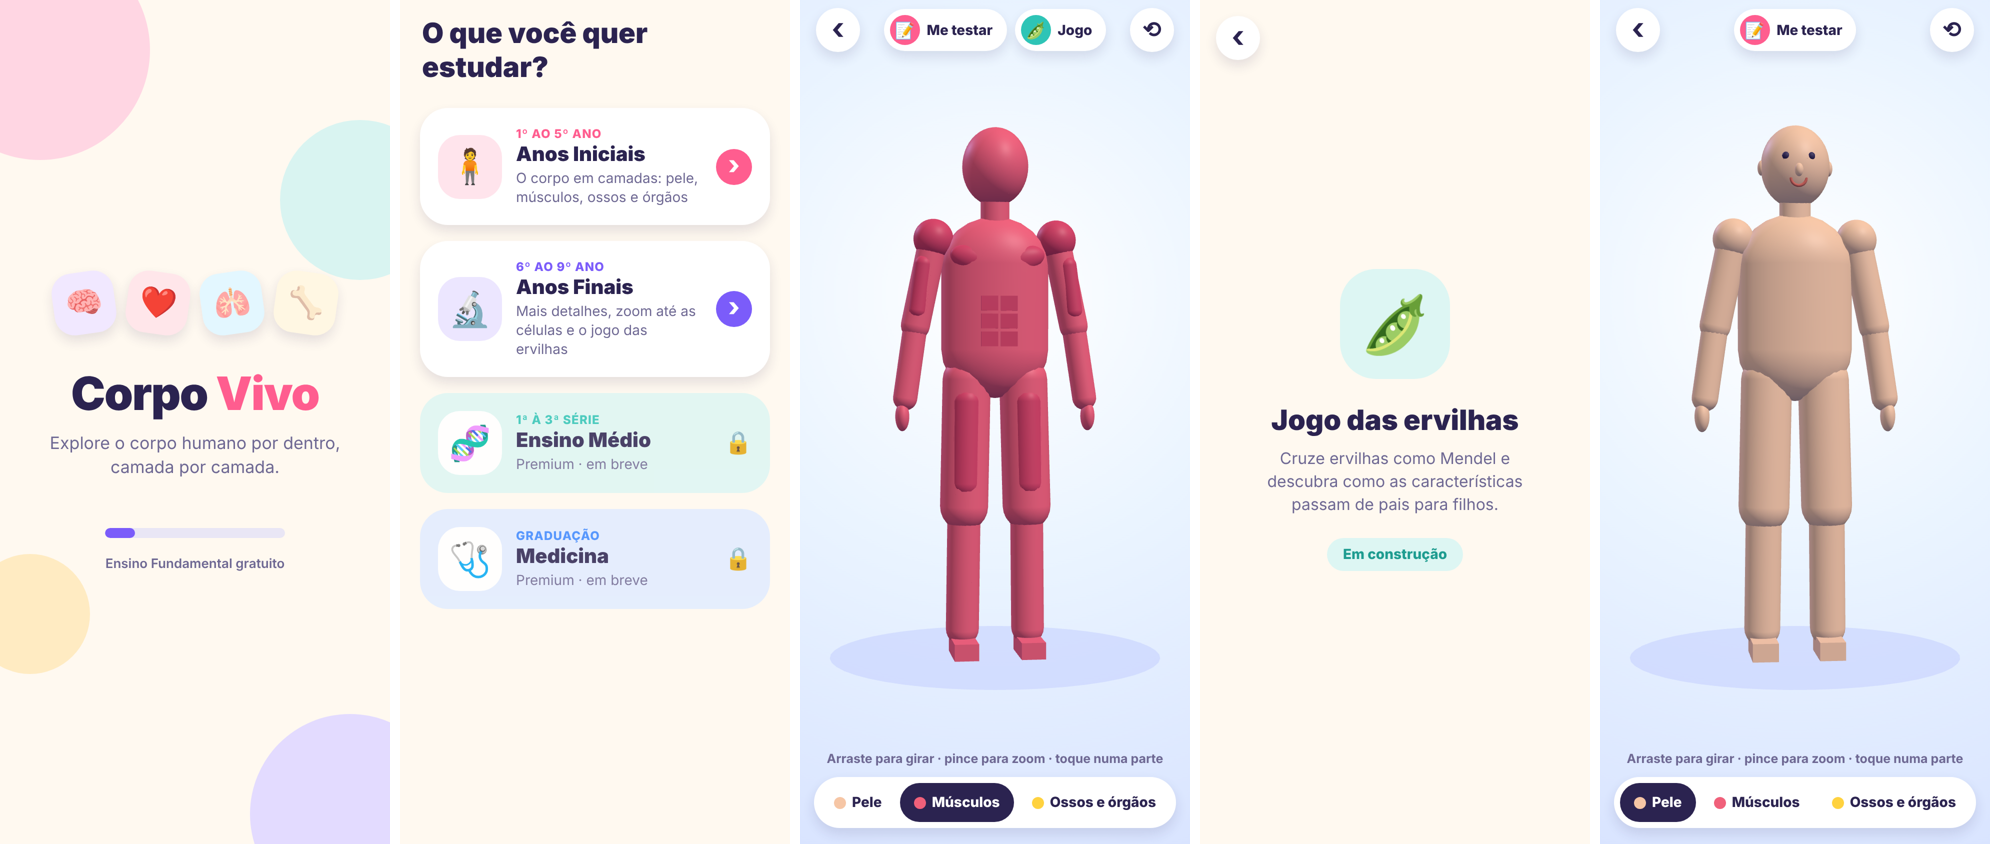 Corpo Vivo
Explore o corpo humano por dentro,
camada por camada.
Ensino Fundamental gratuito
O que você quer
estudar?
1º AO 5º ANO
Anos Iniciais
O corpo em camadas: pele,
músculos, ossos e órgãos
6º AO 9º ANO
Anos Finais
Mais detalhes, zoom até as
células e o jogo das
ervilhas
1ª À 3ª SÉRIE
Ensino Médio
Premium · em breve
GRADUAÇÃO
Medicina
Premium · em breve
Me testar
Jogo
Arraste para girar · pince para zoom · toque numa parte
Pele
Músculos
Ossos e órgãos
Jogo das ervilhas
Cruze ervilhas como Mendel e
descubra como as características
passam de pais para filhos.
Em construção
Me testar
Arraste para girar · pince para zoom · toque numa parte
Pele
Músculos
Ossos e órgãos